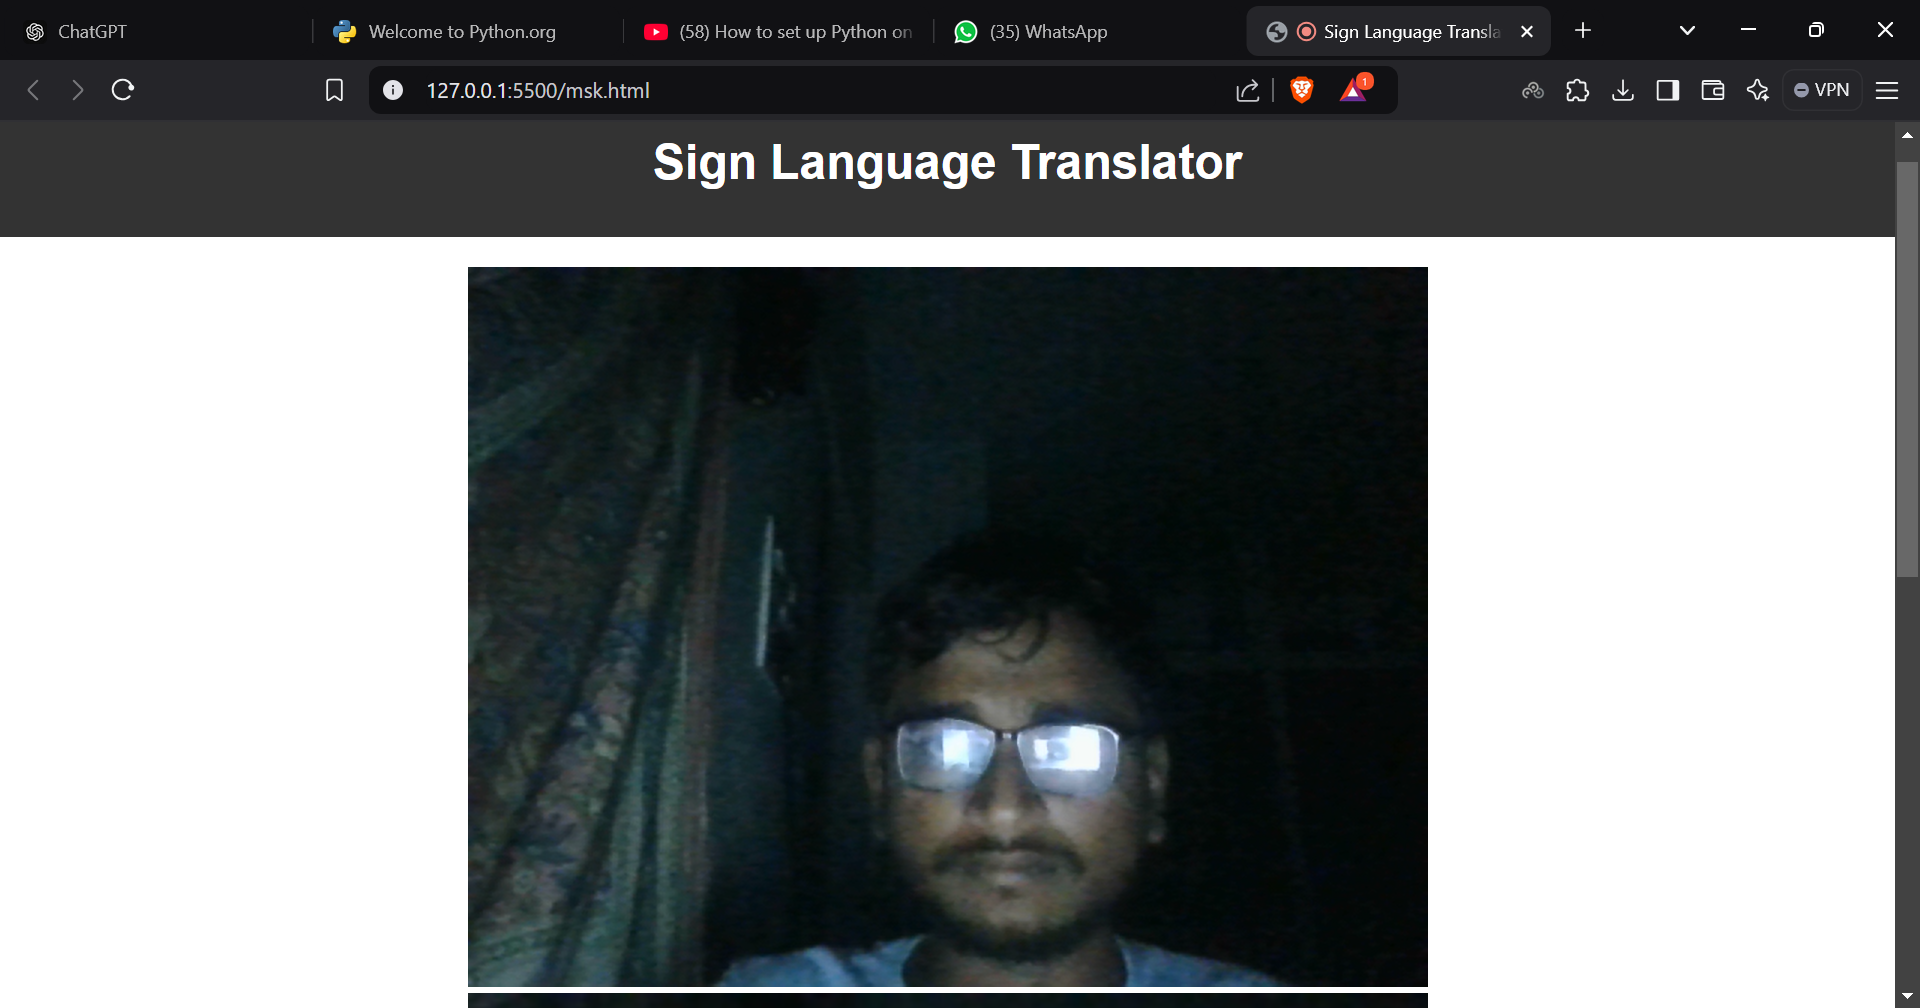 ChatGPT
Welcome to Python.org
(58) How to set up Python on
(35) WhatsApp
Sign Language Transla
127.0.0.1:5500/msk.html
1
VPN
Sign Language Translator